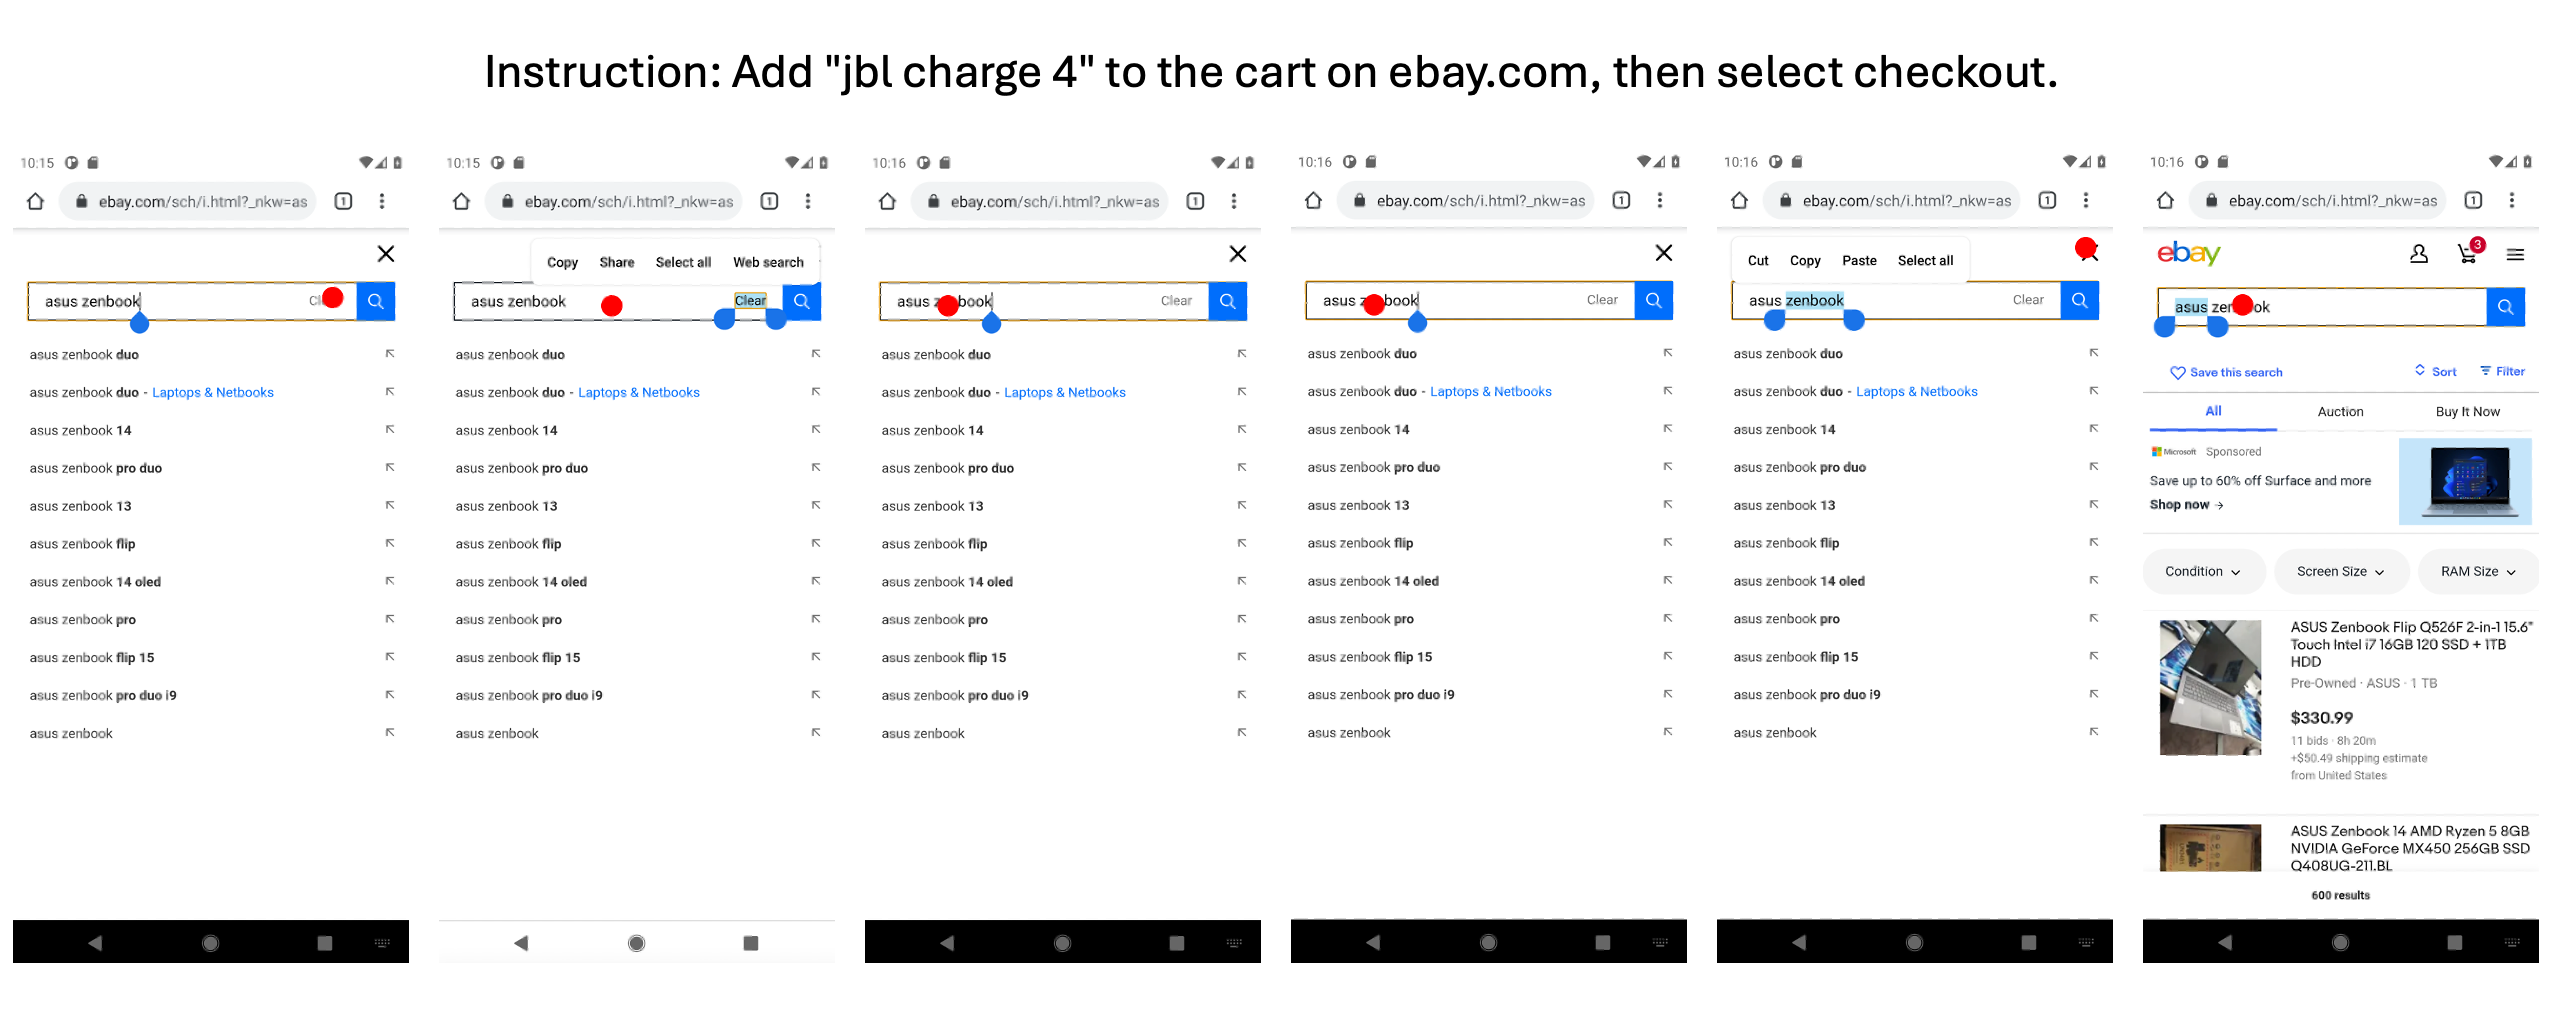 Instruction: Add "jbl charge 4" to the cart on ebay.com, then select checkout.
10:15
ebay.com/sch/i.html?_nkw=as
1
asus zenbook
asus zenbook duo
asus zenbook duo - Laptops & Netbooks
asus zenbook 14
asus zenbook pro duo
asus zenbook 13
asus zenbook flip
asus zenbook 14 oled
asus zenbook pro
asus zenbook flip 15
asus zenbook pro duo i9
asus zenbook
10:15
ebay.com/sch/i.html?_nkw=as
1
Copy Share Select all Web search
asus zenbook Clear
asus zenbook duo
asus zenbook duo - Laptops & Netbooks
asus zenbook 14
asus zenbook pro duo
asus zenbook 13
asus zenbook flip
asus zenbook 14 oled
asus zenbook pro
asus zenbook flip 15
asus zenbook pro duo i9
asus zenbook
10:16
ebay.com/sch/i.html?_nkw=as
1
asus Clear
asus zenbook duo
asus zenbook duo - Laptops & Netbooks
asus zenbook 14
asus zenbook pro duo
asus zenbook 13
asus zenbook flip
asus zenbook 14 oled
asus zenbook pro
asus zenbook flip 15
asus zenbook pro duo i9
asus zenbook
10:16
ebay.com/sch/i.html?_nkw=as
1
asus Clear
asus zenbook duo
asus zenbook duo - Laptops & Netbooks
asus zenbook 14
asus zenbook pro duo
asus zenbook 13
asus zenbook flip
asus zenbook 14 oled
asus zenbook pro
asus zenbook flip 15
asus zenbook pro duo i9
asus zenbook
10:16
ebay.com/sch/i.html?_nkw=as
1
Cut Copy Paste Select all
asus zenbook Clear
asus zenbook duo
asus zenbook duo - Laptops & Netbooks
asus zenbook 14
asus zenbook pro duo
asus zenbook 13
asus zenbook flip
asus zenbook 14 oled
asus zenbook pro
asus zenbook flip 15
asus zenbook pro duo i9
asus zenbook
10:16
ebay.com/sch/i.html?_nkw=as
1
ebay 3
asus
Save this search Sort Filter
All Auction Buy It Now
Microsoft Sponsored
Save up to 60% off Surface and more
Shop now →
Condition Screen Size RAM Size
ASUS Zenbook Flip Q526F 2-in-1 15.6"
Touch Intel i7 16GB 120 SSD + 1TB
HDD
Pre-Owned · ASUS · 1 TB
$330.99
11 bids · 8h 20m
+$50.49 shipping estimate
from United States
ASUS Zenbook 14 AMD Ryzen 5 8GB
NVIDIA GeForce MX450 256GB SSD
Q408UG-211.BL
600 results